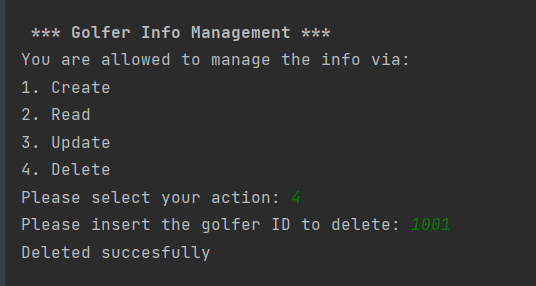 *** Golfer Info Management ***
You are allowed to manage the info via:
1. Create
2. Read
3. Update
4. Delete
Please select your action: 4
Please insert the golfer ID to delete: 1001
Deleted succesfully